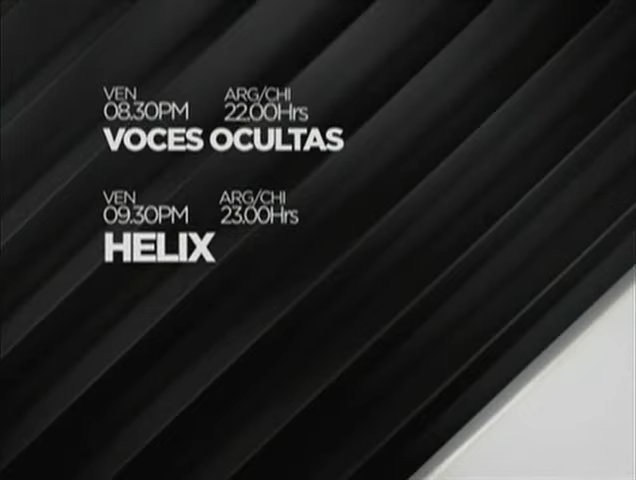 VEN ARG/CHI
08.30PM 22.00Hrs
VOCES OCULTAS
VEN ARG/CHI
09.30PM 23.00Hrs
HELIX